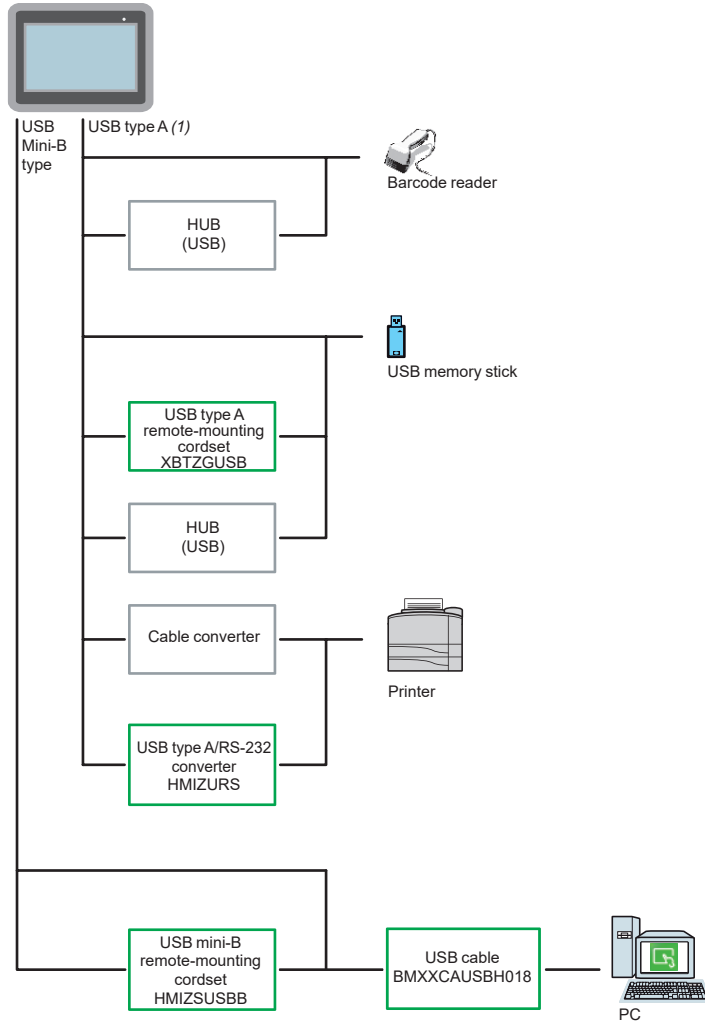 USB
Mini-B
type
USB type A (1)
Barcode reader
HUB
(USB)
USB memory stick
USB type A
remote-mounting
cordset
XBTZGUSB
HUB
(USB)
Cable converter
Printer
USB type A/RS-232
converter
HMIZURS
USB mini-B
remote-mounting
cordset
HMIZSUSBB
USB cable
BMXXCAUSBH018
PC